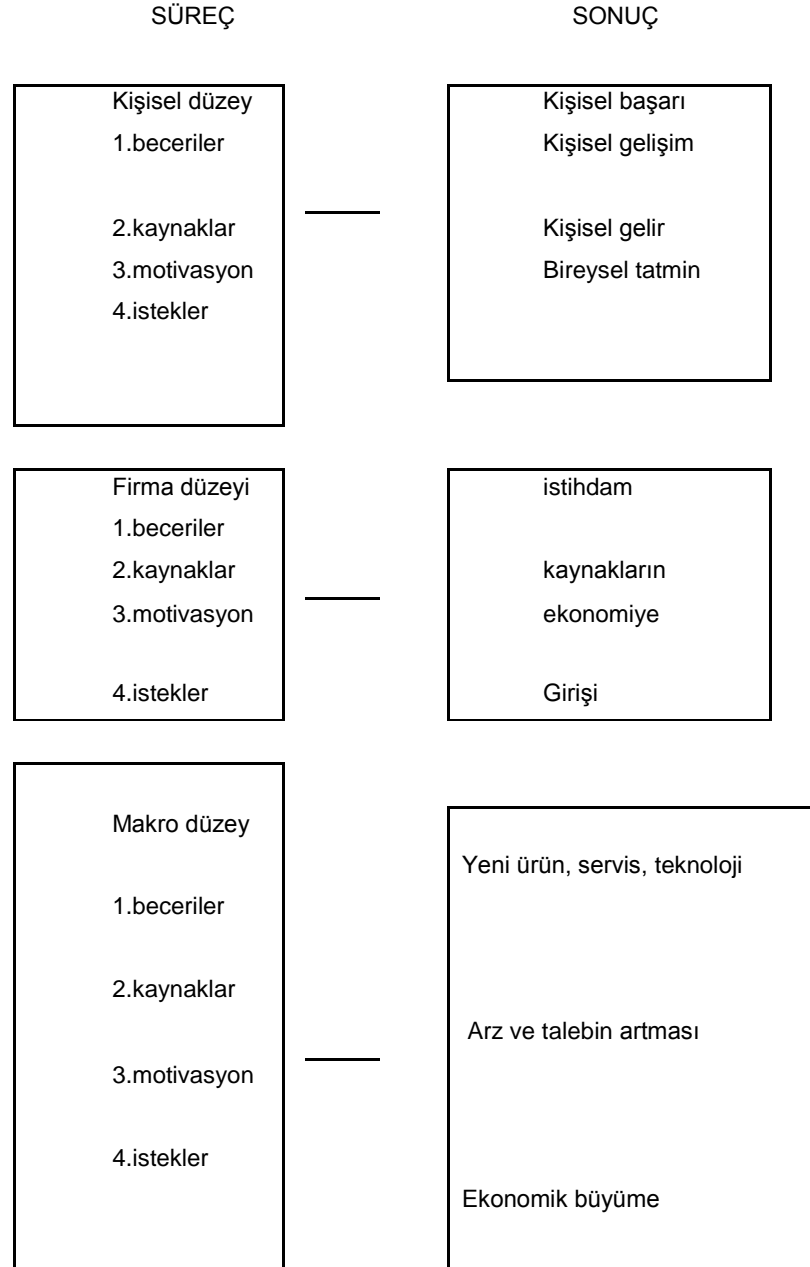 SÜREÇ
SONUÇ
Kişisel düzey
1.beceriler
2.kaynaklar
3.motivasyon
4.istekler
Kişisel başarı
Kişisel gelişim
Kişisel gelir
Bireysel tatmin
Firma düzeyi
1.beceriler
2.kaynaklar
3.motivasyon
4.istekler
istihdam
kaynakların
ekonomiye
Girişi
Makro düzey
1.beceriler
2.kaynaklar
3.motivasyon
4.istekler
Yeni ürün, servis, teknoloji
Arz ve talebin artması
Ekonomik büyüme